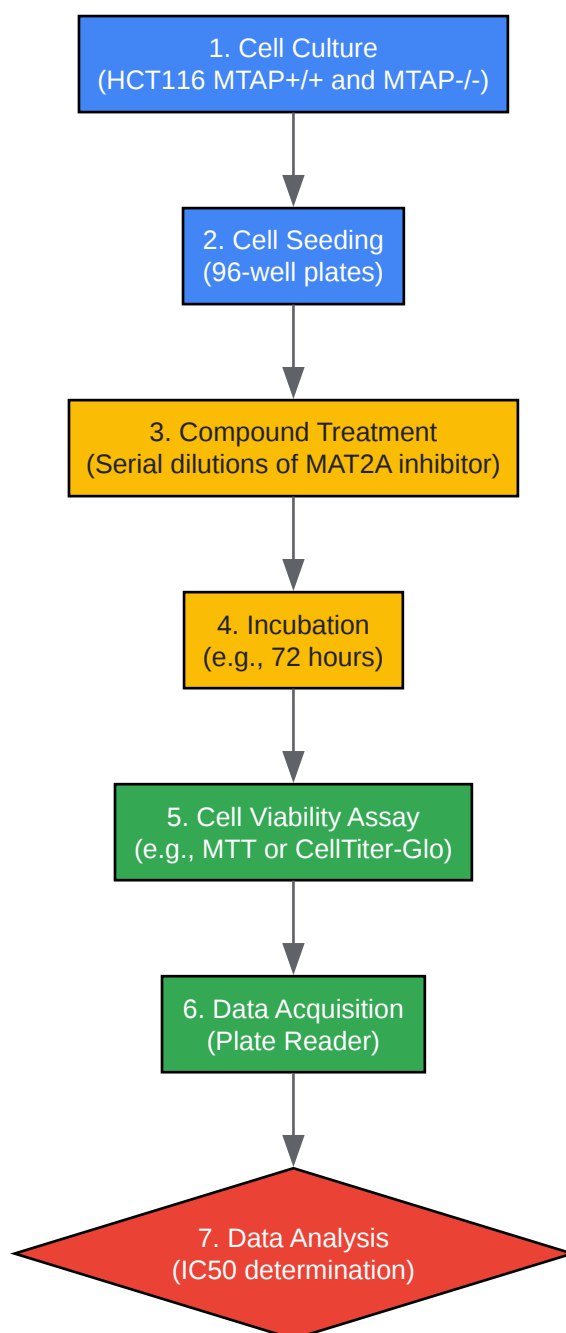 1. Cell Culture
(HCT116 MTAP+/+ and MTAP-/-)
2. Cell Seeding
(96-well plates)
3. Compound Treatment
(Serial dilutions of MAT2A inhibitor)
4. Incubation
(e.g., 72 hours)
5. Cell Viability Assay
(e.g., MTT or CellTiter-Glo)
6. Data Acquisition
(Plate Reader)
7. Data Analysis
(IC50 determination)